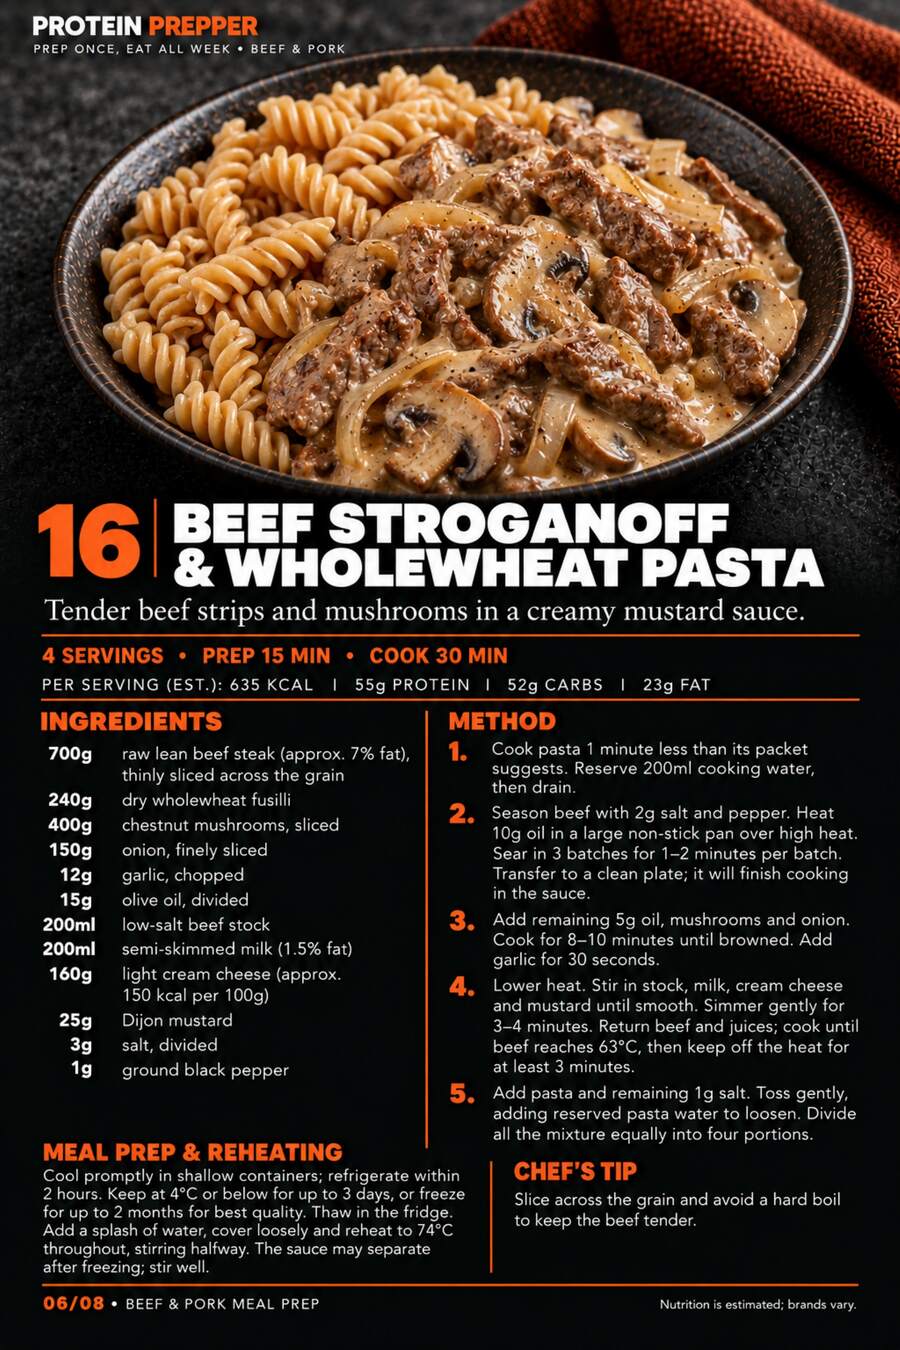 PROTEIN PREPPER
PREP ONCE, EAT ALL WEEK • BEEF & PORK
16
BEEF STROGANOFF
& WHOLEWHEAT PASTA
Tender beef strips and mushrooms in a creamy mustard sauce.
4 SERVINGS • PREP 15 MIN • COOK 30 MIN
PER SERVING (EST.): 635 KCAL | 55g PROTEIN | 52g CARBS | 23g FAT
INGREDIENTS
700g raw lean beef steak (approx. 7% fat),
thinly sliced across the grain
240g dry wholewheat fusilli
400g chestnut mushrooms, sliced
150g onion, finely sliced
12g garlic, chopped
15g olive oil, divided
200ml low-salt beef stock
200ml semi-skimmed milk (1.5% fat)
160g light cream cheese (approx.
150 kcal per 100g)
25g Dijon mustard
3g salt, divided
1g ground black pepper
METHOD
1. Cook pasta 1 minute less than its packet
suggests. Reserve 200ml cooking water,
then drain.
2. Season beef with 2g salt and pepper. Heat
10g oil in a large non-stick pan over high heat.
Sear in 3 batches for 1–2 minutes per batch.
Transfer to a clean plate; it will finish cooking
in the sauce.
3. Add remaining 5g oil, mushrooms and onion.
Cook for 8–10 minutes until browned. Add
garlic for 30 seconds.
4. Lower heat. Stir in stock, milk, cream cheese
and mustard until smooth. Simmer gently for
3–4 minutes. Return beef and juices; cook until
beef reaches 63°C, then keep off the heat for
at least 3 minutes.
5. Add pasta and remaining 1g salt. Toss gently,
adding reserved pasta water to loosen. Divide
all the mixture equally into four portions.
MEAL PREP & REHEATING
Cool promptly in shallow containers; refrigerate within
2 hours. Keep at 4°C or below for up to 3 days, or freeze
for up to 2 months for best quality. Thaw in the fridge.
Add a splash of water, cover loosely and reheat to 74°C
throughout, stirring halfway. The sauce may separate
after freezing; stir well.
CHEF'S TIP
Slice across the grain and avoid a hard boil
to keep the beef tender.
06/08 • BEEF & PORK MEAL PREP
Nutrition is estimated; brands vary.